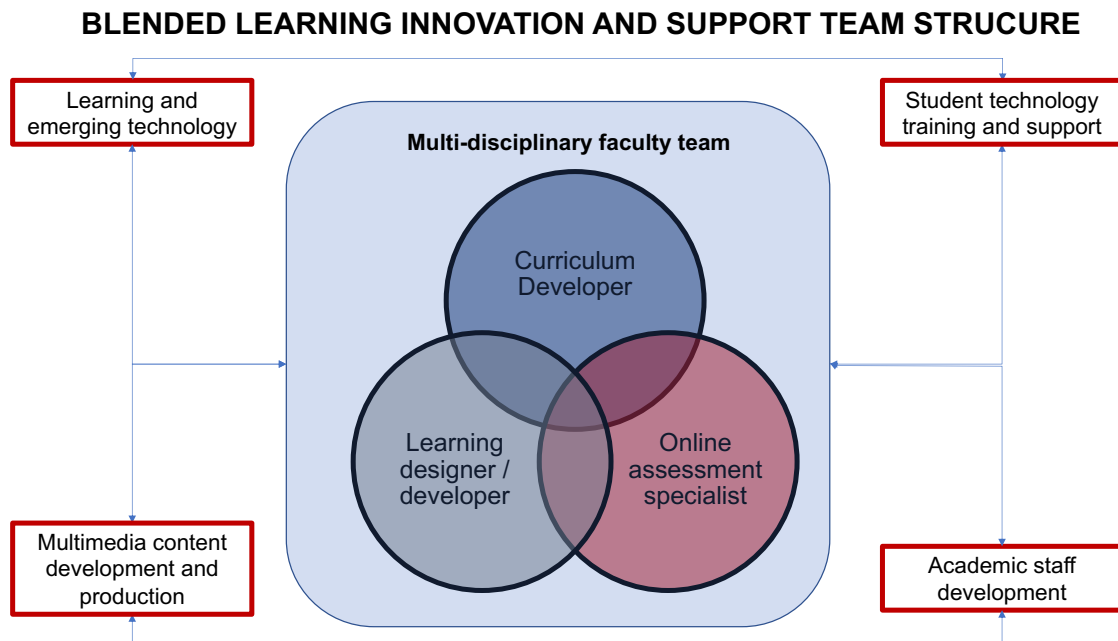 BLENDED LEARNING INNOVATION AND SUPPORT TEAM STRUCURE
Learning and
emerging technology
Student technology
training and support
Multi-disciplinary faculty team
Curriculum
Developer
Learning
designer /
developer
Online
assessment
specialist
Multimedia content
development and
production
Academic staff
development